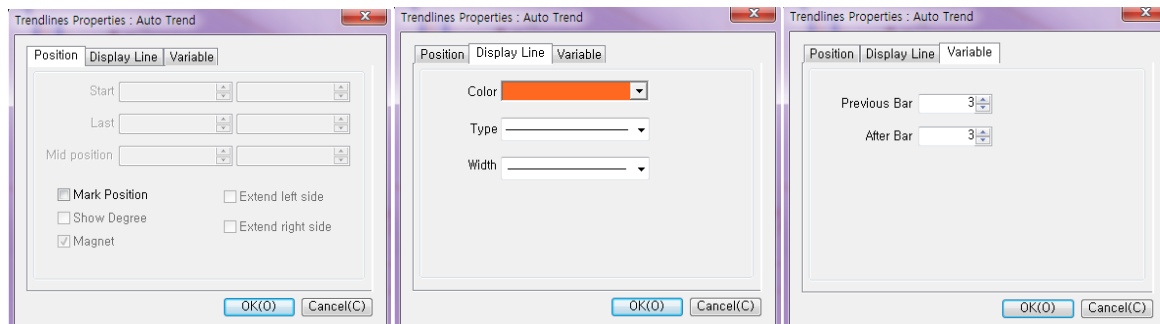 Trendlines Properties : Auto Trend
Position Display Line Variable
Start
Last
Mid position
Mark Position
Extend left side
Show Degree
Extend right side
Magnet
OK(O) Cancel(C)
Trendlines Properties : Auto Trend
Position Display Line Variable
Color
Type
Width
OK(O) Cancel(C)
Trendlines Properties : Auto Trend
Position Display Line Variable
Previous Bar 3
After Bar 3
OK(O) Cancel(C)